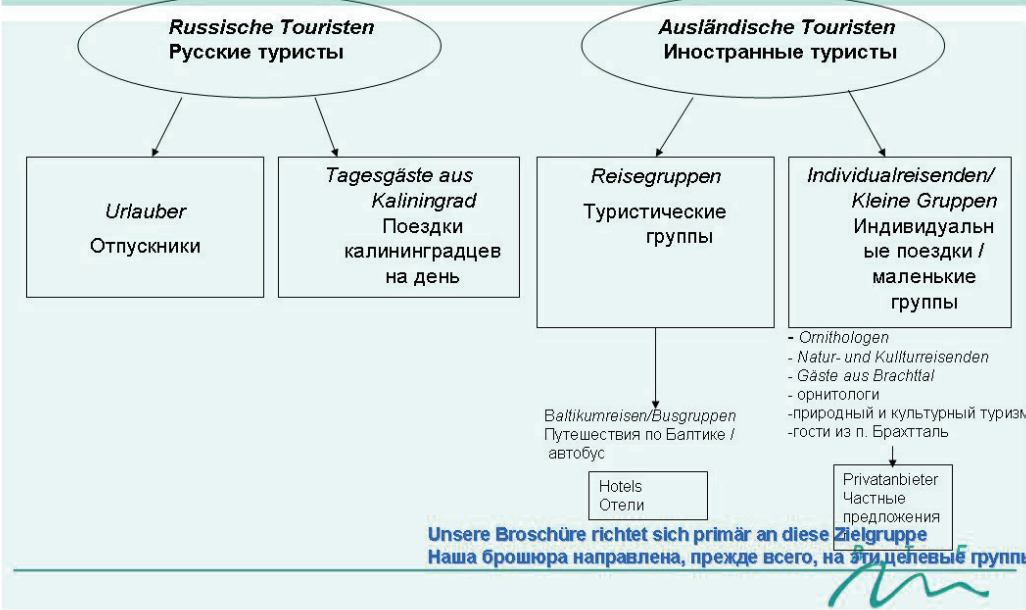 Russische Touristen
Русские туристы
Ausländische Touristen
Иностранные туристы
Urlauber
Отпускники
Tagesgäste aus
Kaliningrad
Поездки
калининградцев
на день
Reisegruppen
Туристические
группы
Individualreisenden/
Kleine Gruppen
Индивидуальн
ые поездки /
маленькие
группы
Baltikumreisen/Busgruppen
Путешествия по Балтике /
автобус
Hotels
Отели
- Ornithologen
- Natur- und Kullturreisenden
- Gäste aus Brachttal
- орнитологи
-природный и культурный туризм
-гости из п. Брахтталь
Privatanbieter
Частные
предложения
Unsere Broschüre richtet sich primär an diese Zielgruppe
Наша брошюра направлена, прежде всего, на эти целевые группы
B T E